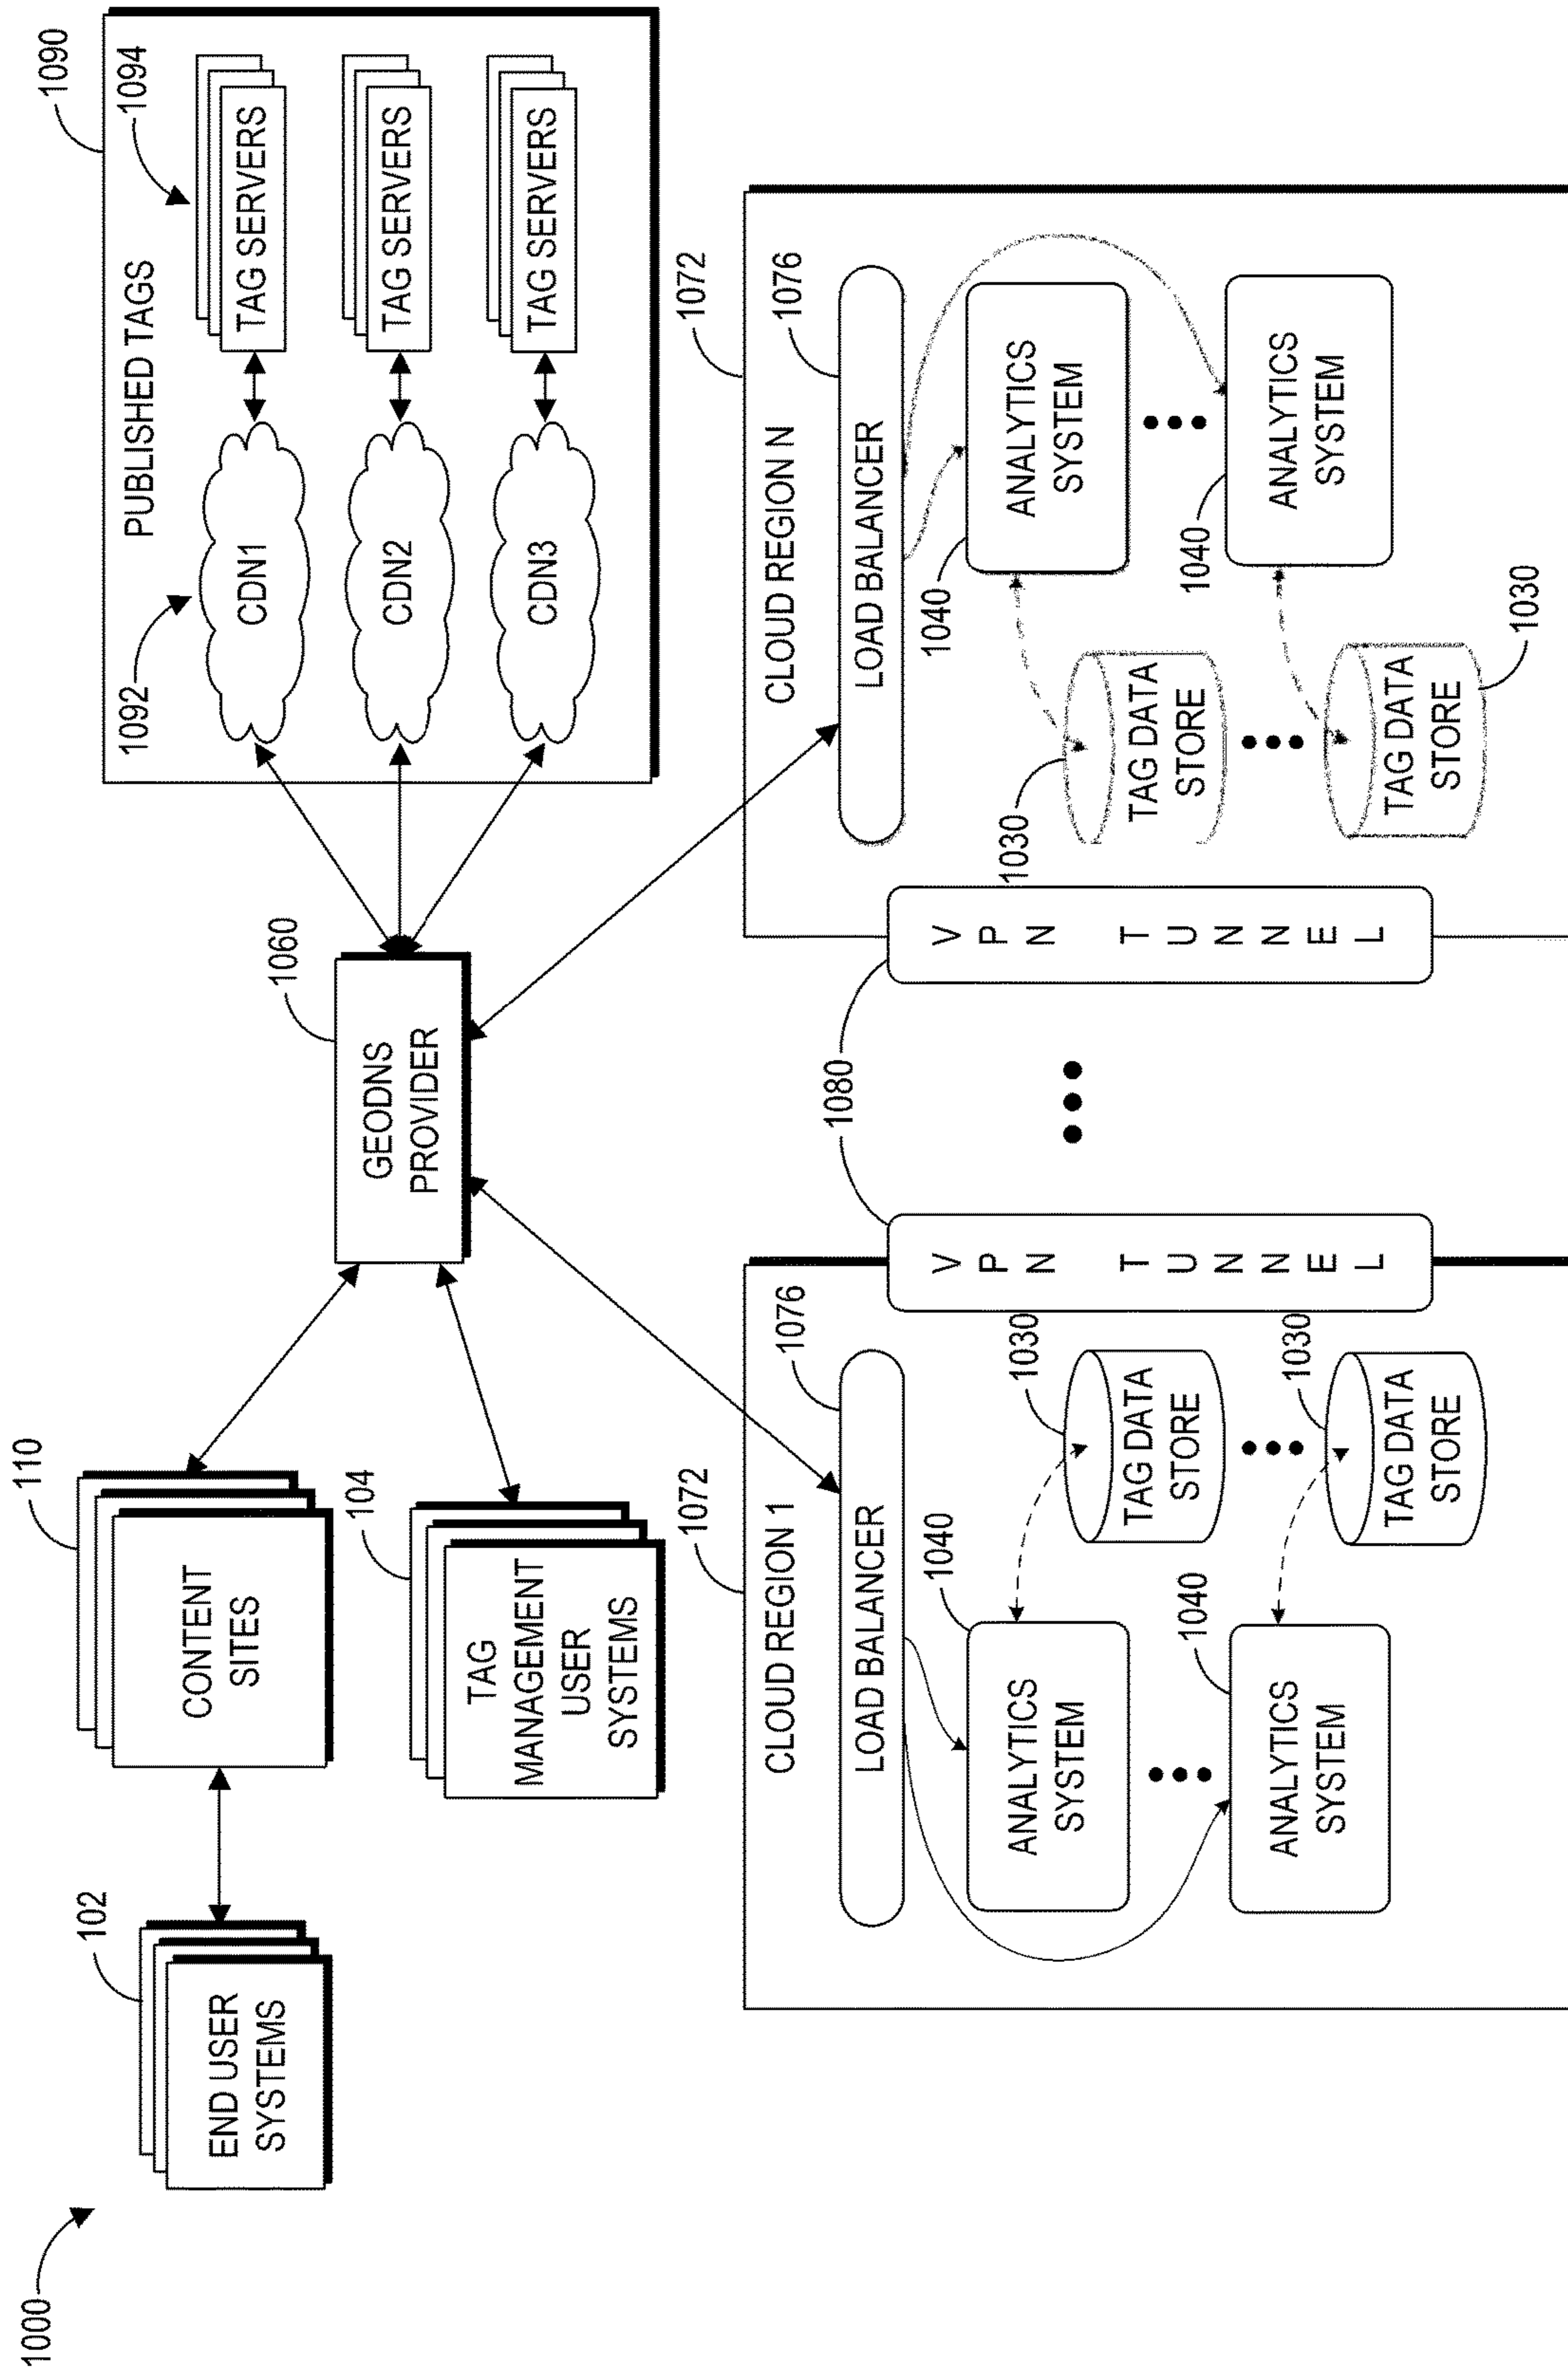 1000
102
END USER
SYSTEMS
110
CONTENT
SITES
104
TAG
MANAGEMENT
USER
SYSTEMS
1060
GEODNS
PROVIDER
1090
PUBLISHED TAGS
1092
1094
CDN1
TAG SERVERS
CDN2
TAG SERVERS
CDN3
TAG SERVERS
1072
CLOUD REGION 1
1076
LOAD BALANCER
1040
ANALYTICS
SYSTEM
1030
TAG DATA
STORE
1040
ANALYTICS
SYSTEM
1030
TAG DATA
STORE
1080
VPN TUNNEL
VPN TUNNEL
1072
CLOUD REGION N
1076
LOAD BALANCER
1030
TAG DATA
STORE
1040
ANALYTICS
SYSTEM
1030
TAG DATA
STORE
1040
ANALYTICS
SYSTEM